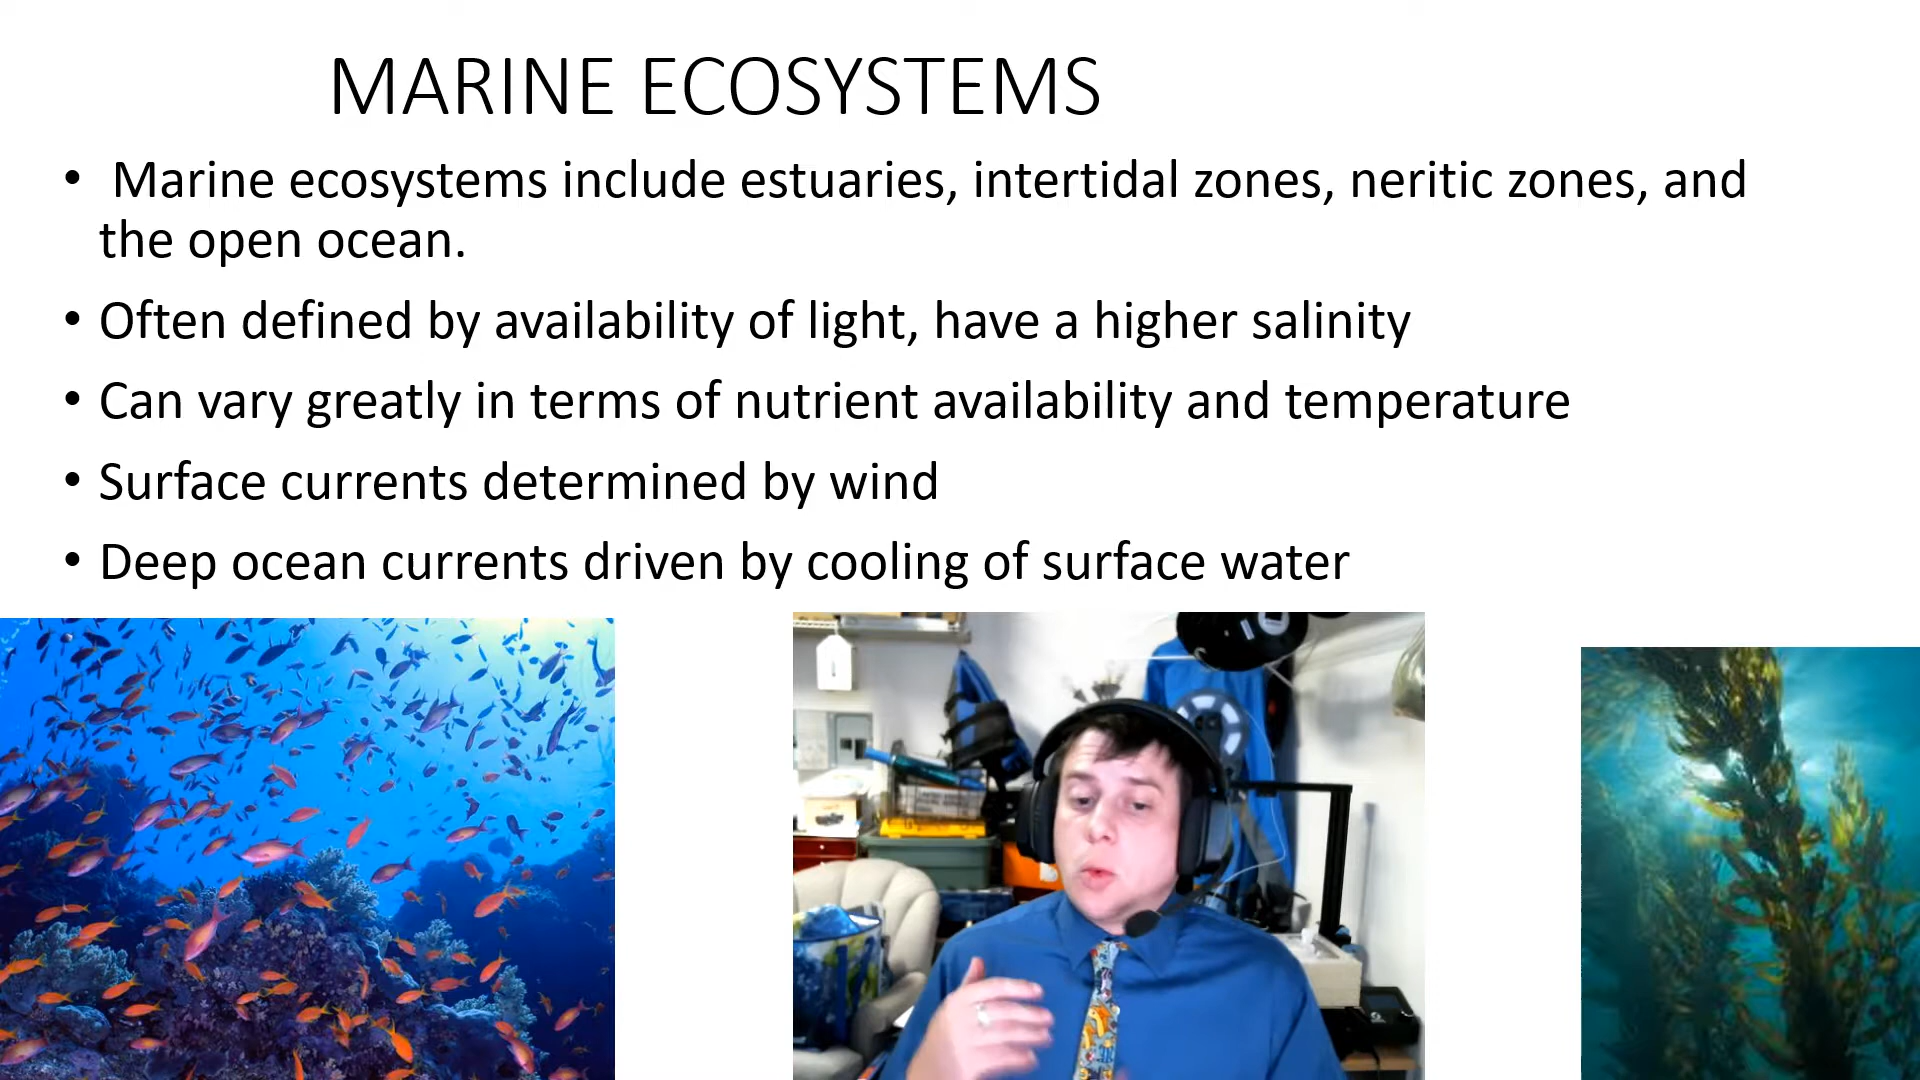 MARINE ECOSYSTEMS
• Marine ecosystems include estuaries, intertidal zones, neritic zones, and
the open ocean.
• Often defined by availability of light, have a higher salinity
• Can vary greatly in terms of nutrient availability and temperature
• Surface currents determined by wind
• Deep ocean currents driven by cooling of surface water